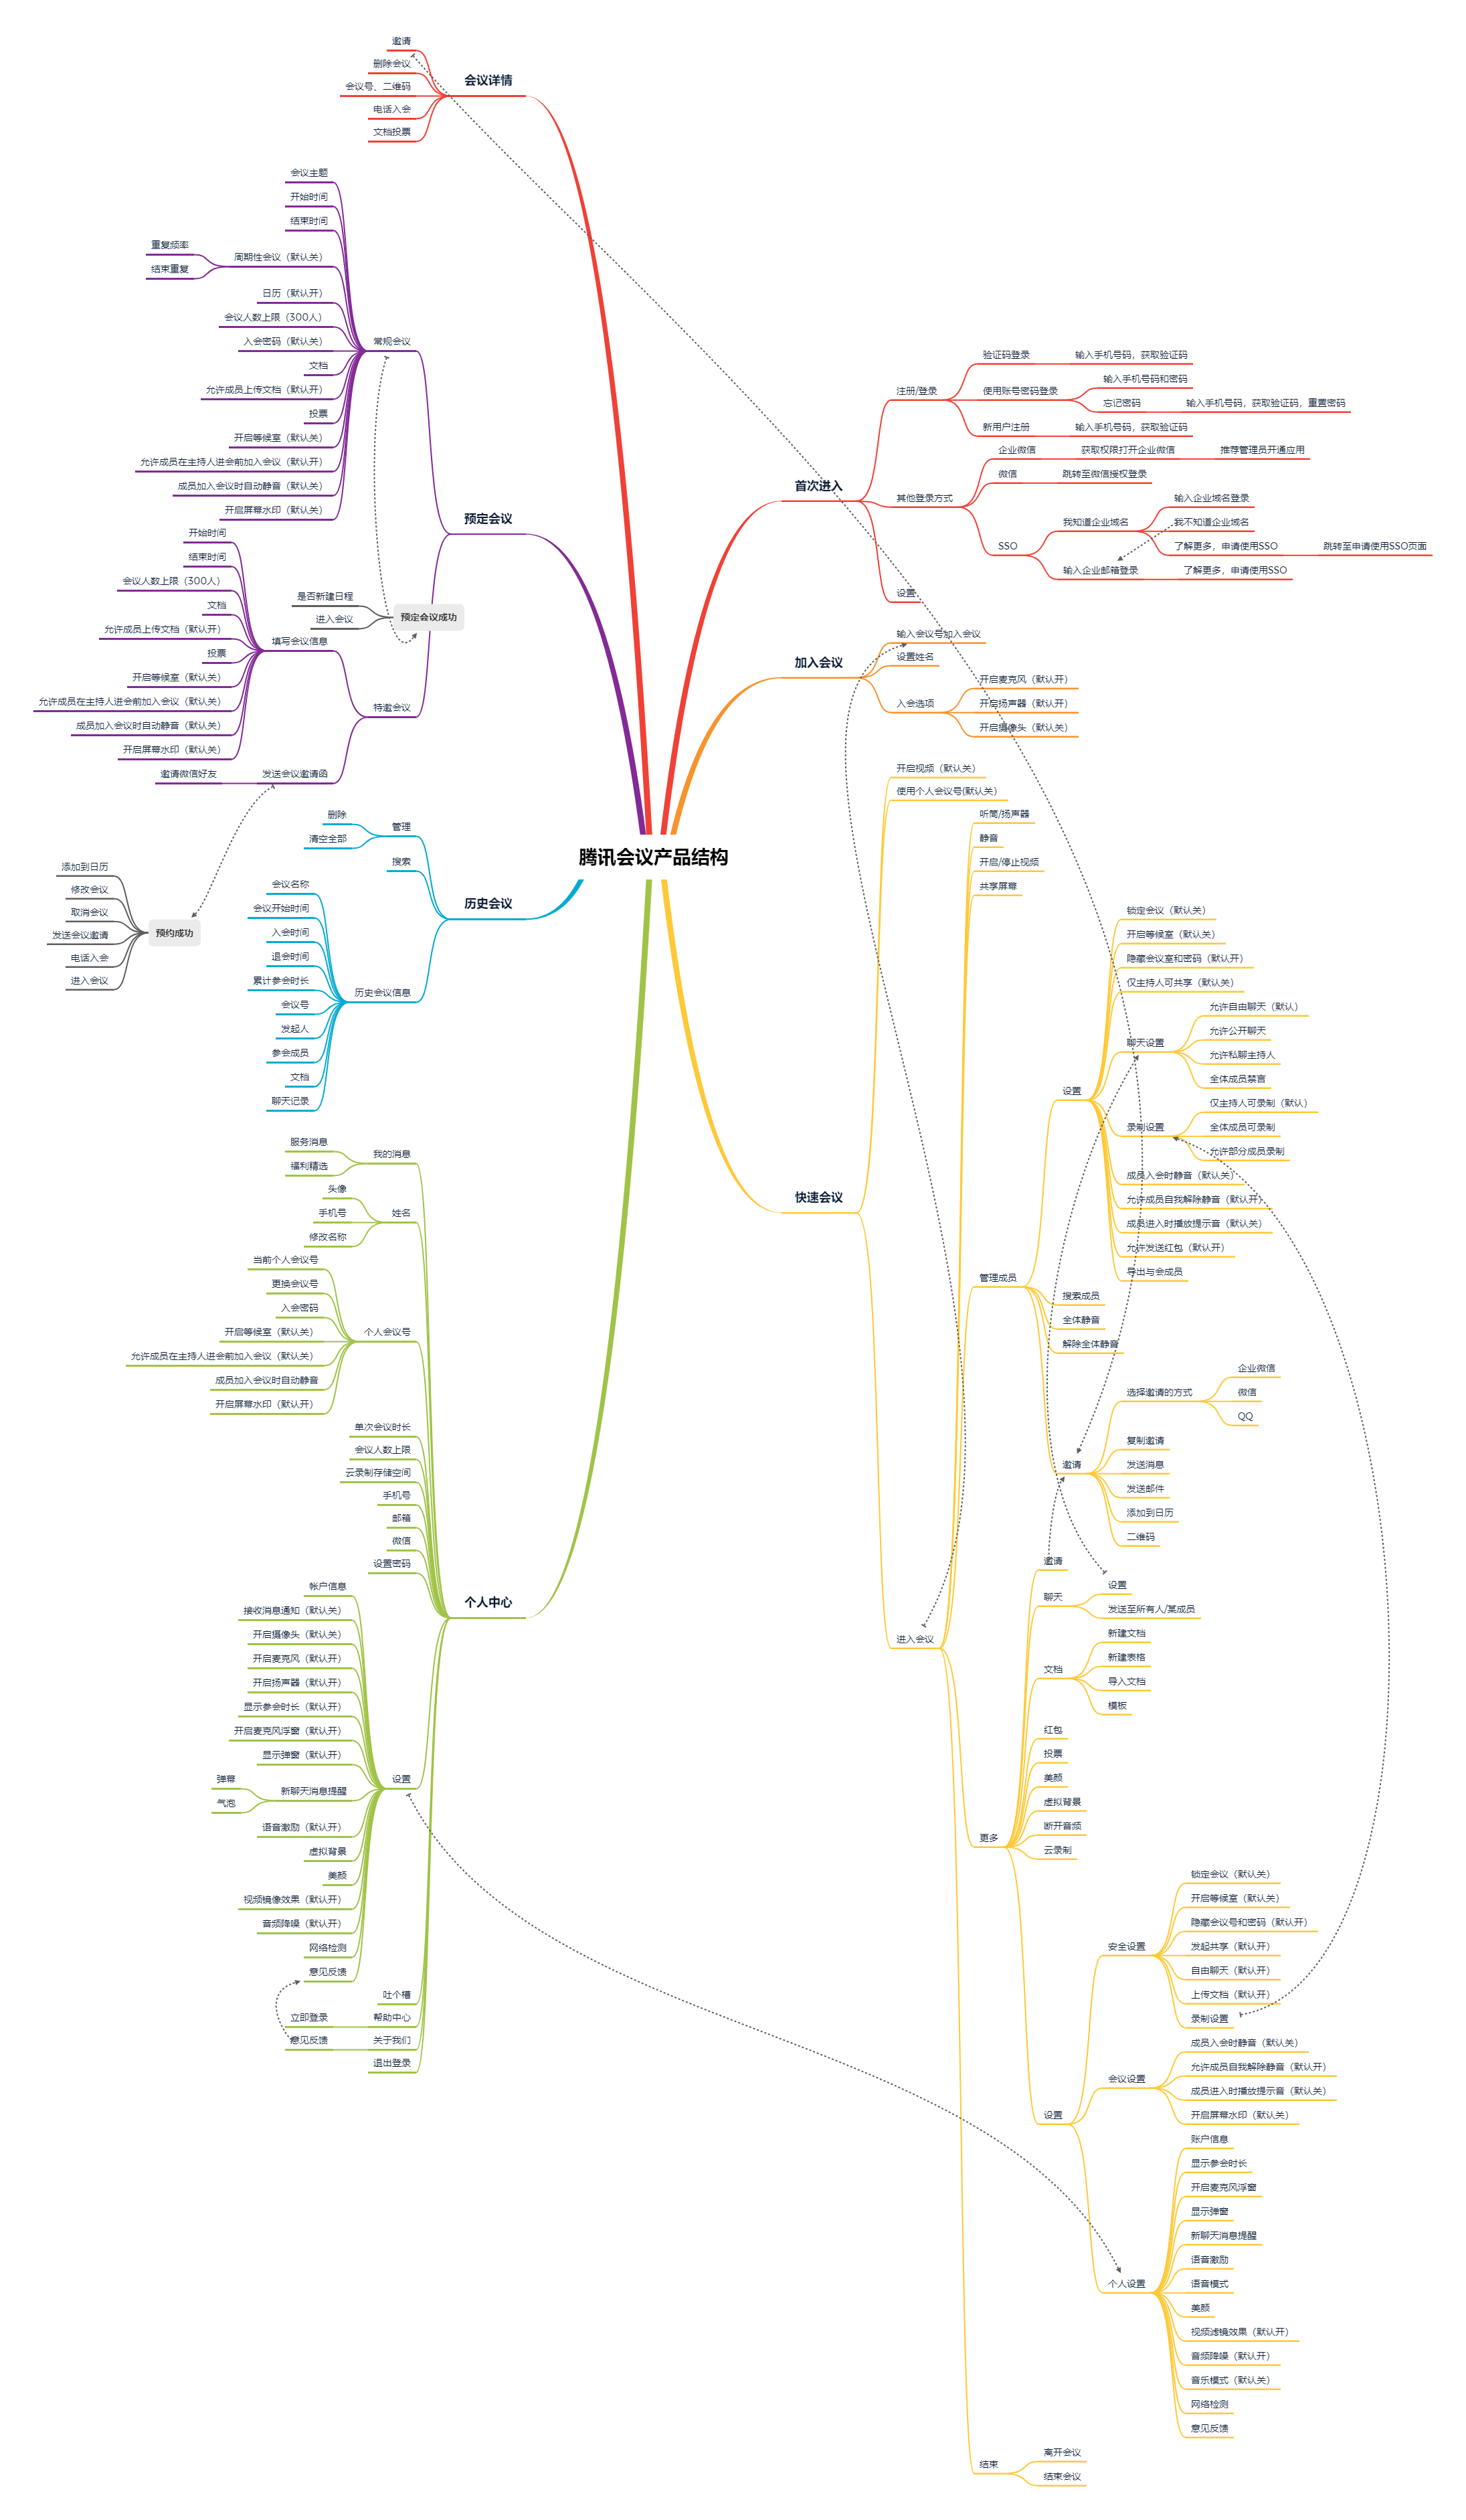 腾讯会议产品结构
首次进入
注册/登录
验证码登录
输入手机号码，获取验证码
使用账号密码登录
输入手机号码和密码
忘记密码
输入手机号码，获取验证码，重置密码
新用户注册
输入手机号码，获取验证码
其他登录方式
企业微信
获取权限打开企业微信
推荐管理员开通应用
微信
跳转至微信授权登录
SSO
我知道企业域名
输入企业域名登录
我不知道企业域名
了解更多，申请使用SSO
跳转至申请使用SSO页面
输入企业邮箱登录
了解更多，申请使用SSO
设置
加入会议
输入会议号加入会议
设置姓名
入会选项
开启麦克风（默认开）
开启扬声器（默认开）
开启摄像头（默认关）
快速会议
开启视频（默认关）
使用个人会议号(默认关）
进入会议
听筒/扬声器
静音
开启/停止视频
共享屏幕
管理成员
设置
锁定会议（默认关）
开启等候室（默认关）
隐藏会议室和密码（默认开）
仅主持人可共享（默认关）
聊天设置
允许自由聊天（默认）
允许公开聊天
允许私聊主持人
全体成员禁言
录制设置
仅主持人可录制（默认）
全体成员可录制
允许部分成员录制
成员入会时静音（默认关）
允许成员自我解除静音（默认开）
成员进入时播放提示音（默认关）
允许发送红包（默认开）
导出与会成员
搜索成员
全体静音
解除全体静音
邀请
选择邀请的方式
企业微信
微信
QQ
复制邀请
发送消息
发送邮件
添加到日历
二维码
更多
邀请
聊天
设置
发送至所有人/某成员
文档
新建文档
新建表格
导入文档
模板
红包
投票
美颜
虚拟背景
断开音频
云录制
设置
安全设置
锁定会议（默认关）
开启等候室（默认关）
隐藏会议号和密码（默认开）
发起共享（默认开）
自由聊天（默认开）
上传文档（默认开）
录制设置
会议设置
成员入会时静音（默认关）
允许成员自我解除静音（默认开）
成员进入时播放提示音（默认关）
开启屏幕水印（默认关）
个人设置
账户信息
显示参会时长
开启麦克风浮窗
显示弹窗
新聊天消息提醒
语音激励
语音模式
美颜
视频滤镜效果（默认开）
音频降噪（默认开）
音乐模式（默认关）
网络检测
意见反馈
结束
离开会议
结束会议
会议详情
邀请
删除会议
会议号、二维码
电话入会
文档投票
预定会议
常规会议
会议主题
开始时间
结束时间
周期性会议（默认关）
重复频率
结束重复
日历（默认开）
会议人数上限（300人）
入会密码（默认关）
文档
允许成员上传文档（默认开）
投票
开启等候室（默认关）
允许成员在主持人进会前加入会议（默认开）
成员加入会议时自动静音（默认关）
开启屏幕水印（默认关）
特邀会议
填写会议信息
开始时间
结束时间
会议人数上限（300人）
文档
允许成员上传文档（默认开）
投票
开启等候室（默认关）
允许成员在主持人进会前加入会议（默认关）
成员加入会议时自动静音（默认关）
开启屏幕水印（默认关）
发送会议邀请函
邀请微信好友
预定会议成功
是否新建日程
进入会议
预约成功
添加到日历
修改会议
取消会议
发送会议邀请
电话入会
进入会议
历史会议
管理
删除
清空全部
搜索
历史会议信息
会议名称
会议开始时间
入会时间
退会时间
累计参会时长
会议号
发起人
参会成员
文档
聊天记录
个人中心
我的消息
服务消息
福利精选
姓名
头像
手机号
修改名称
个人会议号
当前个人会议号
更换会议号
入会密码
开启等候室（默认关）
允许成员在主持人进会前加入会议（默认关）
成员加入会议时自动静音
开启屏幕水印（默认开）
单次会议时长
会议人数上限
云录制存储空间
手机号
邮箱
微信
设置密码
设置
帐户信息
接收消息通知（默认关）
开启摄像头（默认关）
开启麦克风（默认开）
开启扬声器（默认开）
显示参会时长（默认开）
开启麦克风浮窗（默认开）
显示弹窗（默认开）
新聊天消息提醒
弹幕
气泡
语音激励（默认开）
虚拟背景
美颜
视频镜像效果（默认开）
音频降噪（默认开）
网络检测
意见反馈
吐个槽
帮助中心
立即登录
关于我们
意见反馈
退出登录